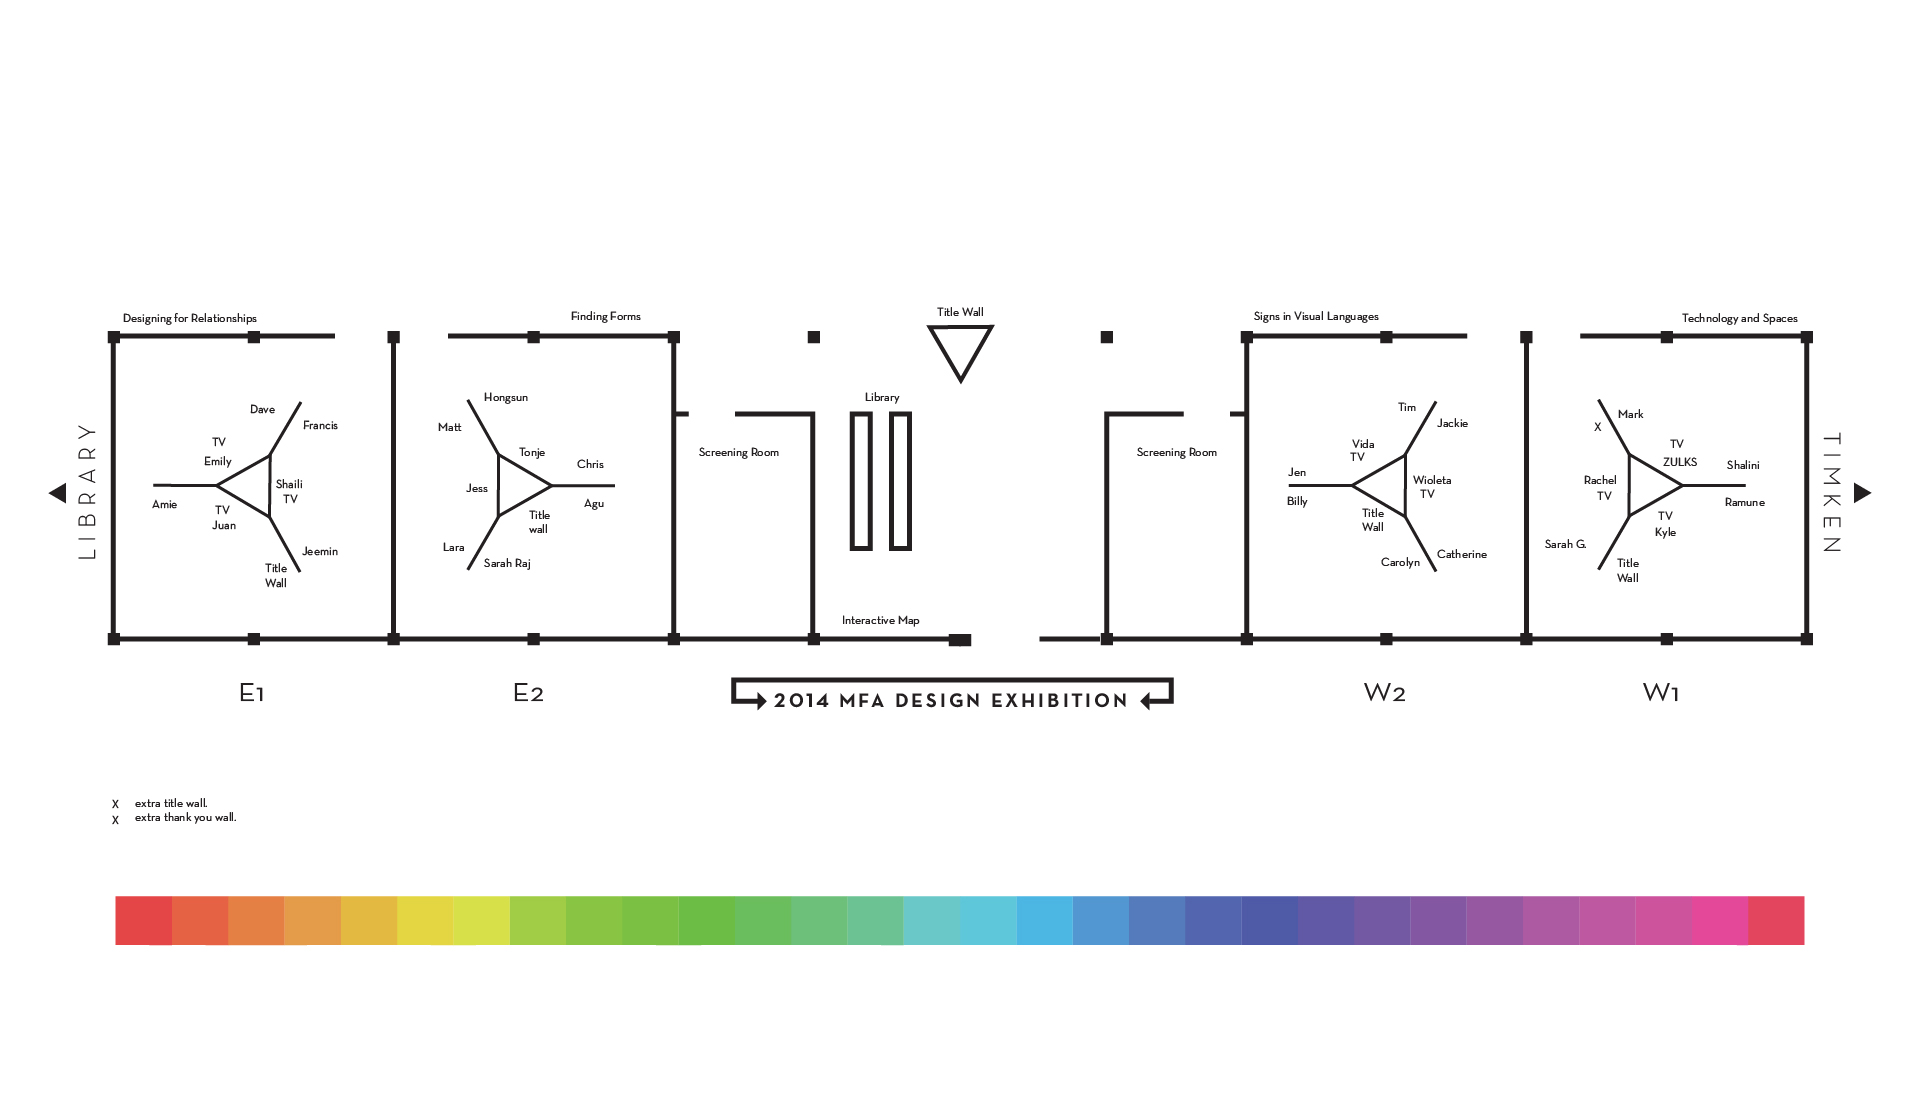 Designing for Relationships
Finding Forms
Title Wall
Signs in Visual Languages
Technology and Spaces
LIBRARY
Dave
Francis
TV
Emily
Shaili
TV
Amie
TV
Juan
Jeemin
Title
Wall
Hongsun
Matt
Tonje
Chris
Jess
Agu
Title
wall
Lara
Sarah Raj
Screening Room
Library
Interactive Map
Screening Room
Tim
Jackie
Vida
TV
Jen
Billy
Wioleta
TV
Title
Wall
Carolyn
Catherine
Mark
X
TV
ZULKS
Shalini
Rachel
TV
Ramune
TV
Kyle
Sarah G.
Title
Wall
TIMKEN
E1
E2
2014 MFA DESIGN EXHIBITION
W2
W1
X extra title wall.
X extra thank you wall.